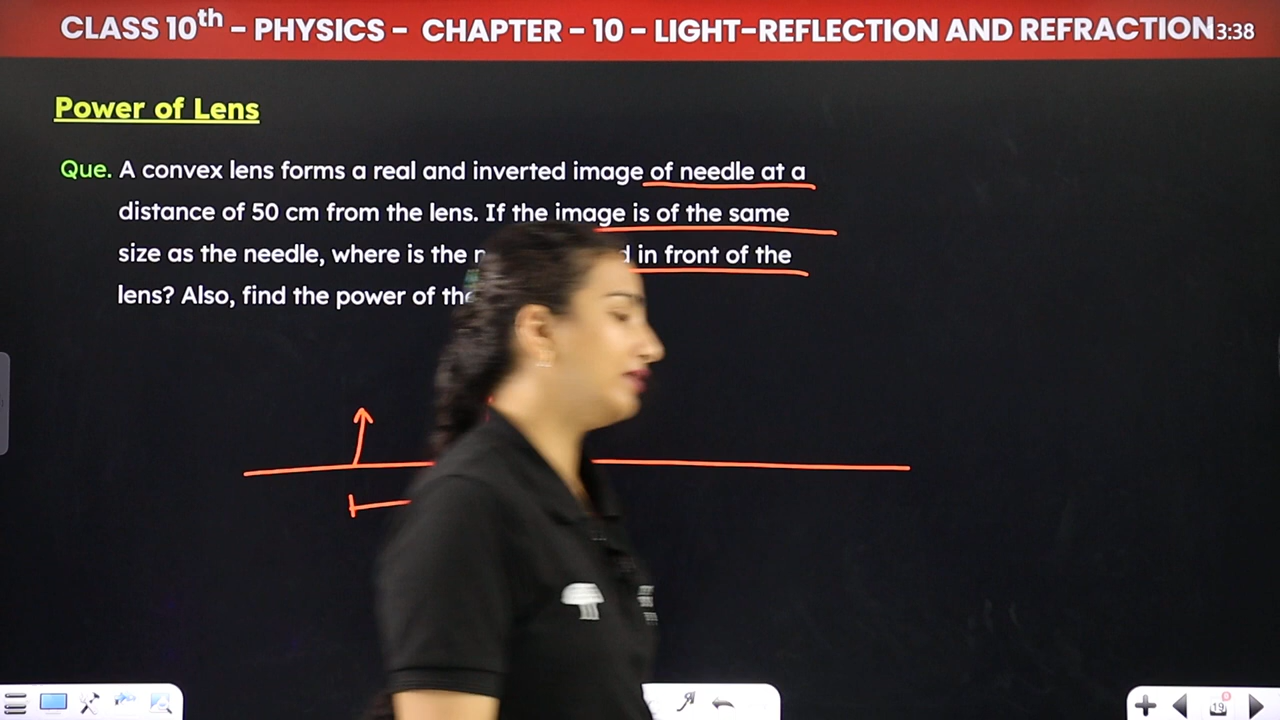 CLASS 10th - PHYSICS - CHAPTER - 10 - LIGHT-REFLECTION AND REFRACTION
3:38
Power of Lens
Que. A convex lens forms a real and inverted image of needle at a
distance of 50 cm from the lens. If the image is of the same
size as the needle, where is the in front of the
lens? Also, find the power of the
19